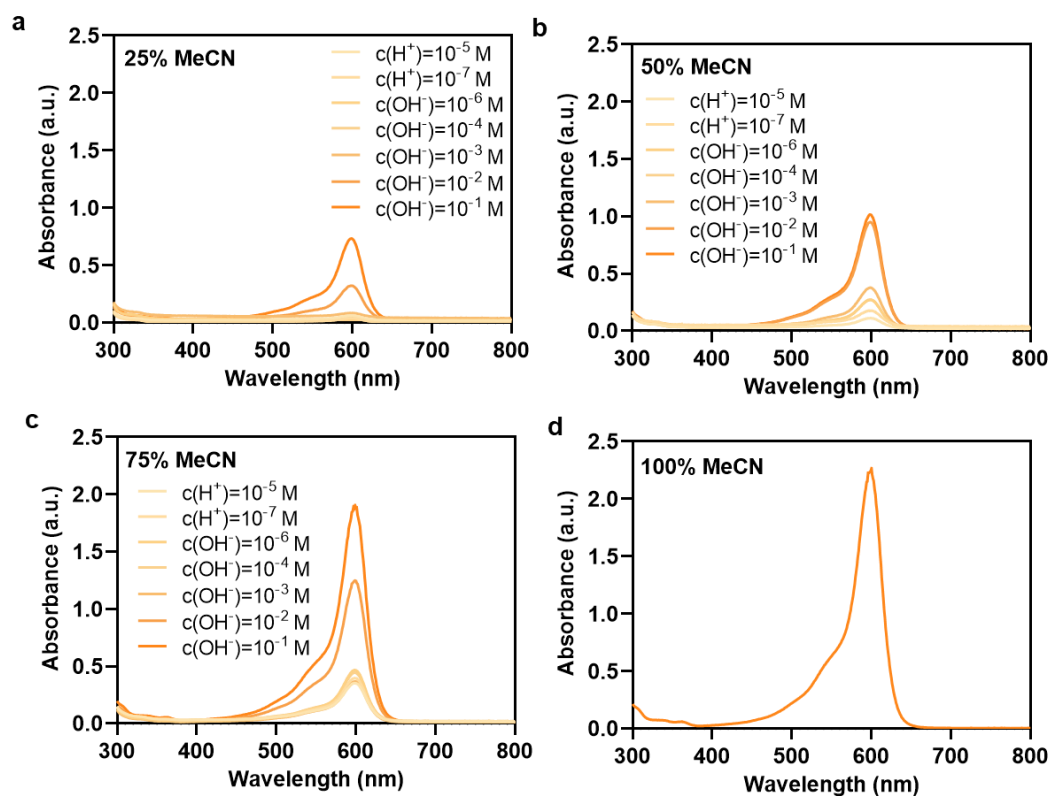 a
25% MeCN
c(H⁺)=10⁻⁵ M
c(H⁺)=10⁻⁷ M
c(OH⁻)=10⁻⁶ M
c(OH⁻)=10⁻⁴ M
c(OH⁻)=10⁻³ M
c(OH⁻)=10⁻² M
c(OH⁻)=10⁻¹ M
Absorbance (a.u.)
2.5
2.0
1.5
1.0
0.5
0.0
300 400 500 600 700 800
Wavelength (nm)
b
50% MeCN
c(H⁺)=10⁻⁵ M
c(H⁺)=10⁻⁷ M
c(OH⁻)=10⁻⁶ M
c(OH⁻)=10⁻⁴ M
c(OH⁻)=10⁻³ M
c(OH⁻)=10⁻² M
c(OH⁻)=10⁻¹ M
Absorbance (a.u.)
2.5
2.0
1.5
1.0
0.5
0.0
300 400 500 600 700 800
Wavelength (nm)
c
75% MeCN
c(H⁺)=10⁻⁵ M
c(H⁺)=10⁻⁷ M
c(OH⁻)=10⁻⁶ M
c(OH⁻)=10⁻⁴ M
c(OH⁻)=10⁻³ M
c(OH⁻)=10⁻² M
c(OH⁻)=10⁻¹ M
Absorbance (a.u.)
2.5
2.0
1.5
1.0
0.5
0.0
300 400 500 600 700 800
Wavelength (nm)
d
100% MeCN
Absorbance (a.u.)
2.5
2.0
1.5
1.0
0.5
0.0
300 400 500 600 700 800
Wavelength (nm)